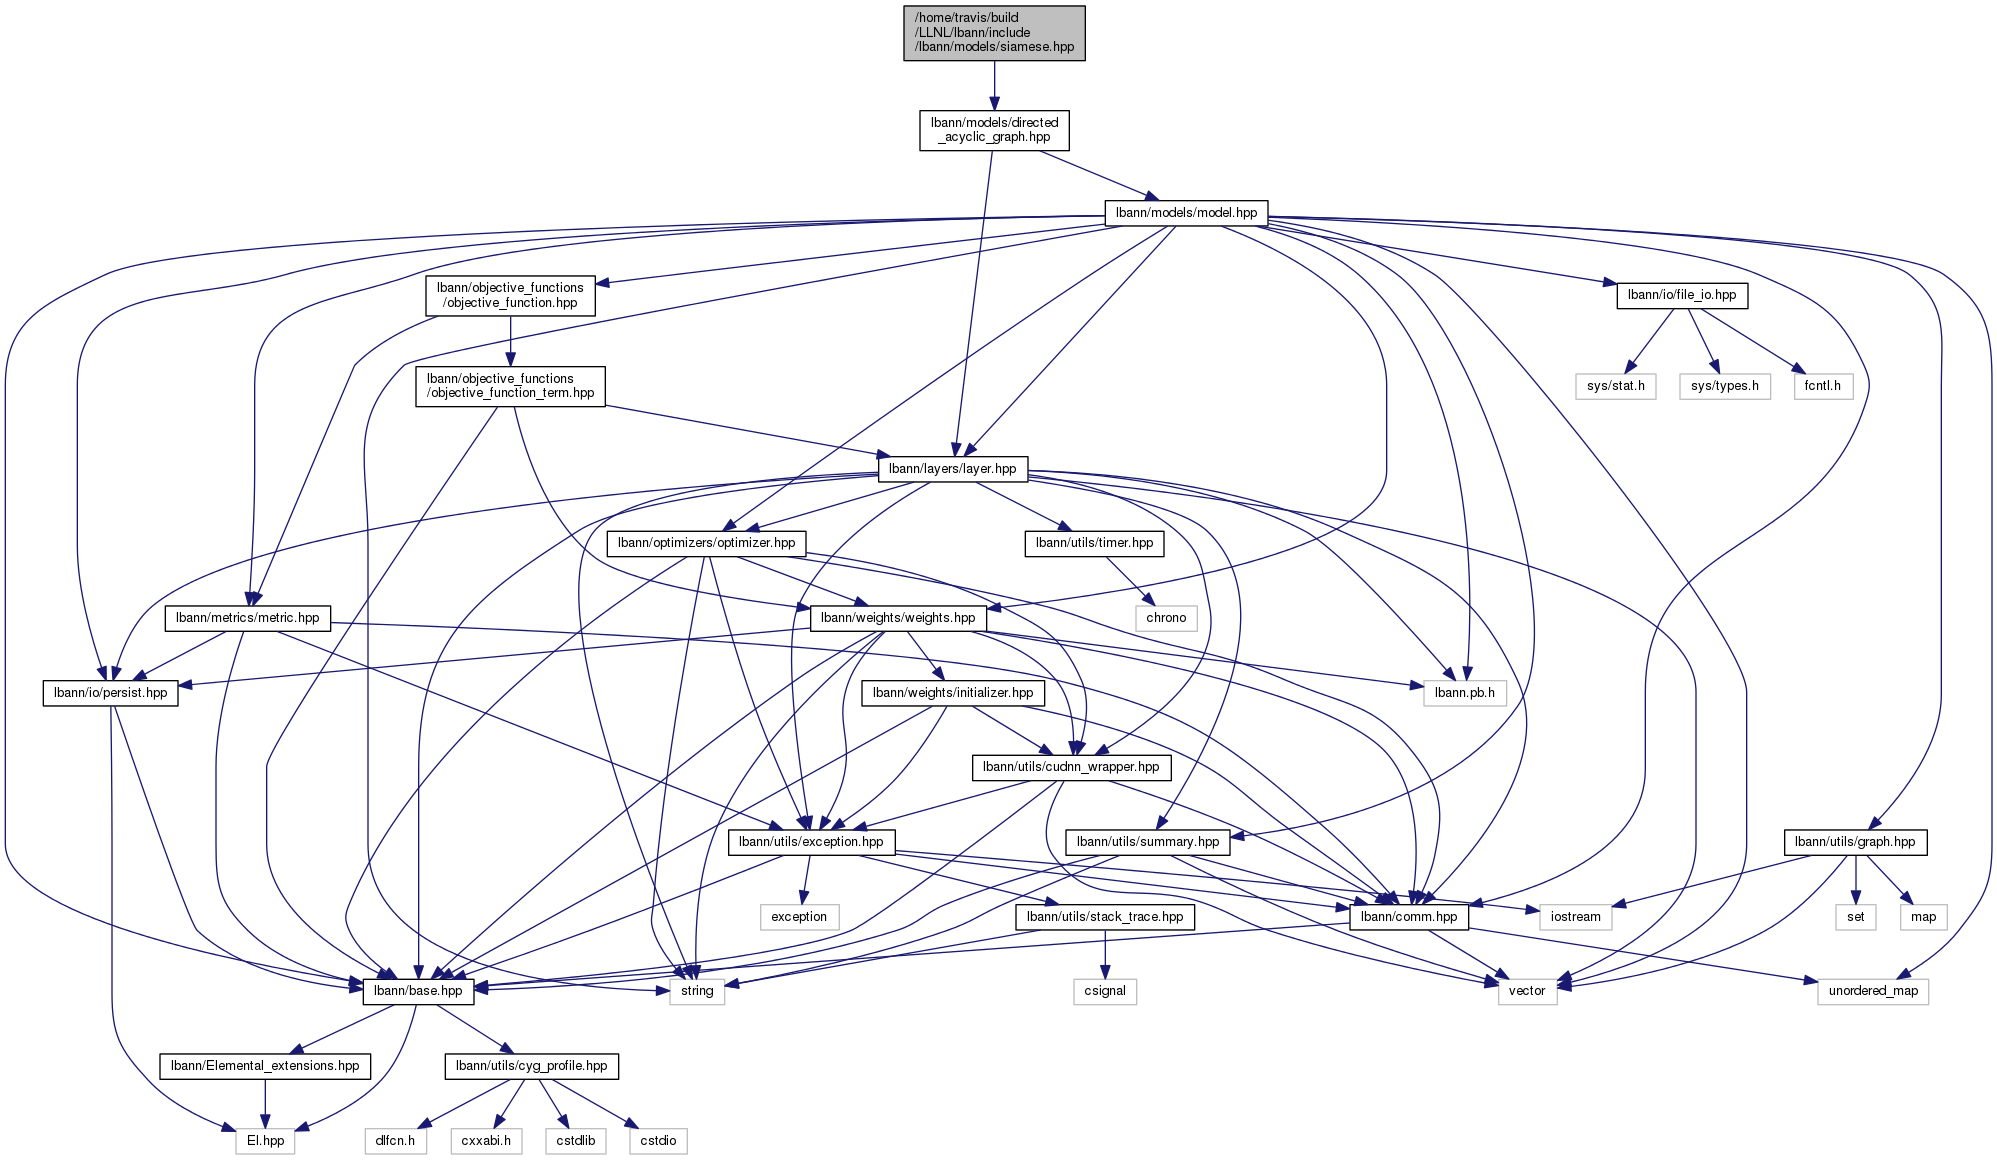 /home/travis/build
/LLNL/lbann/include
/lbann/models/siamese.hpp
lbann/models/directed
_acyclic_graph.hpp
lbann/models/model.hpp
lbann/objective_functions
/objective_function.hpp
lbann/io/file_io.hpp
lbann/objective_functions
/objective_function_term.hpp
sys/stat.h
sys/types.h
fcntl.h
lbann/layers/layer.hpp
lbann/optimizers/optimizer.hpp
lbann/utils/timer.hpp
lbann/metrics/metric.hpp
lbann/weights/weights.hpp
chrono
lbann/io/persist.hpp
lbann/weights/initializer.hpp
lbann.pb.h
lbann/utils/cudnn_wrapper.hpp
lbann/utils/exception.hpp
lbann/utils/summary.hpp
lbann/utils/graph.hpp
exception
lbann/utils/stack_trace.hpp
lbann/comm.hpp
iostream
set
map
lbann/base.hpp
string
csignal
vector
unordered_map
lbann/Elemental_extensions.hpp
lbann/utils/cyg_profile.hpp
El.hpp
dlfcn.h
cxxabi.h
cstdlib
cstdio